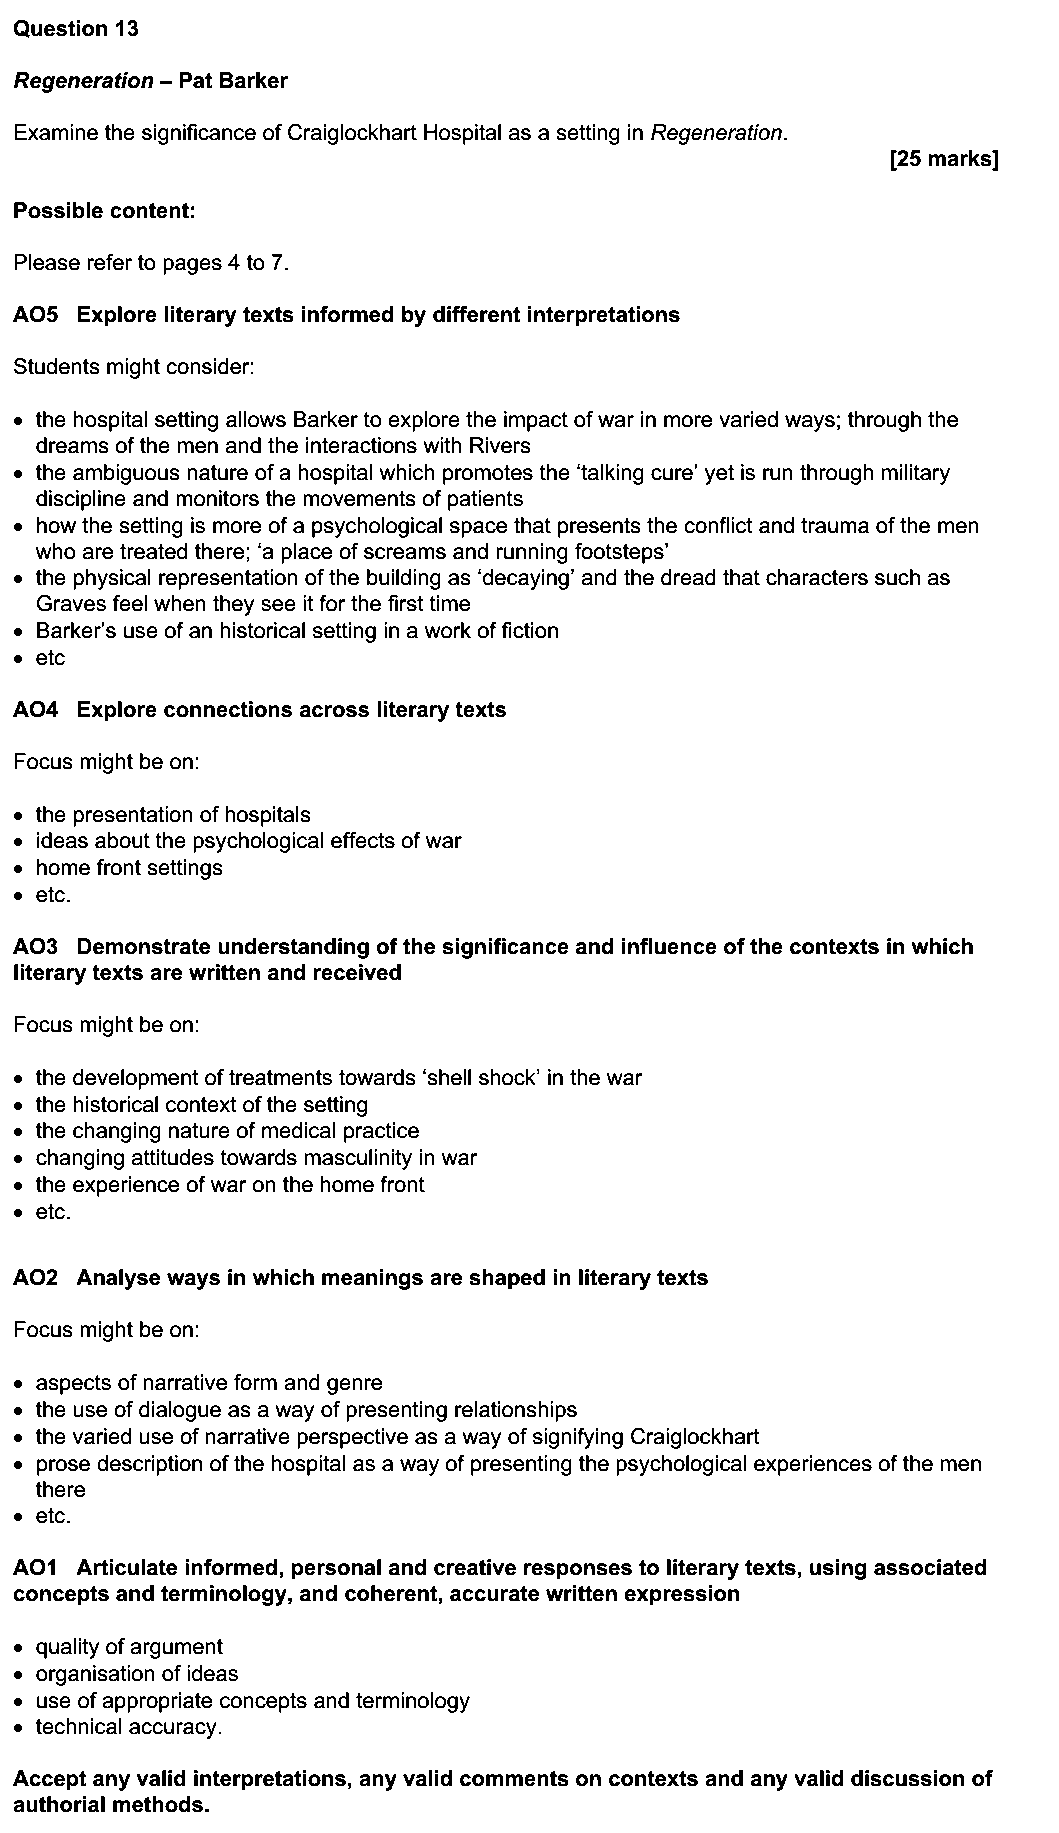 Question 13
Regeneration – Pat Barker
Examine the significance of Craiglockhart Hospital as a setting in Regeneration.
[25 marks]
Possible content:
Please refer to pages 4 to 7.
AO5 Explore literary texts informed by different interpretations
Students might consider:
• the hospital setting allows Barker to explore the impact of war in more varied ways; through the
dreams of the men and the interactions with Rivers
• the ambiguous nature of a hospital which promotes the ‘talking cure’ yet is run through military
discipline and monitors the movements of patients
• how the setting is more of a psychological space that presents the conflict and trauma of the men
who are treated there; ‘a place of screams and running footsteps’
• the physical representation of the building as ‘decaying’ and the dread that characters such as
Graves feel when they see it for the first time
• Barker's use of an historical setting in a work of fiction
• etc
AO4 Explore connections across literary texts
Focus might be on:
• the presentation of hospitals
• ideas about the psychological effects of war
• home front settings
• etc.
AO3 Demonstrate understanding of the significance and influence of the contexts in which
literary texts are written and received
Focus might be on:
• the development of treatments towards ‘shell shock’ in the war
• the historical context of the setting
• the changing nature of medical practice
• changing attitudes towards masculinity in war
• the experience of war on the home front
• etc.
AO2 Analyse ways in which meanings are shaped in literary texts
Focus might be on:
• aspects of narrative form and genre
• the use of dialogue as a way of presenting relationships
• the varied use of narrative perspective as a way of signifying Craiglockhart
• prose description of the hospital as a way of presenting the psychological experiences of the men
there
• etc.
AO1 Articulate informed, personal and creative responses to literary texts, using associated
concepts and terminology, and coherent, accurate written expression
• quality of argument
• organisation of ideas
• use of appropriate concepts and terminology
• technical accuracy.
Accept any valid interpretations, any valid comments on contexts and any valid discussion of
authorial methods.